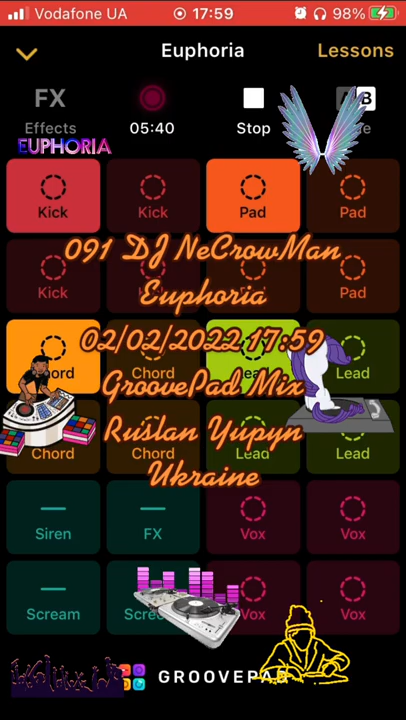 Vodafone UA 17:59 98%
Euphoria Lessons
FX
Effects 05:40 Stop
EUPHORIA
Kick Kick Pad Pad
091 DJ NeCrowMan
Kick Pad
Euphoria
02/02/2022 17:59
Chord Lead
GroovePad Mix
Ruslan Yupyn
Chord Chord Lead Lead
Ukraine
Siren FX Vox Vox
Scream Vox Vox
GROOVEPAD